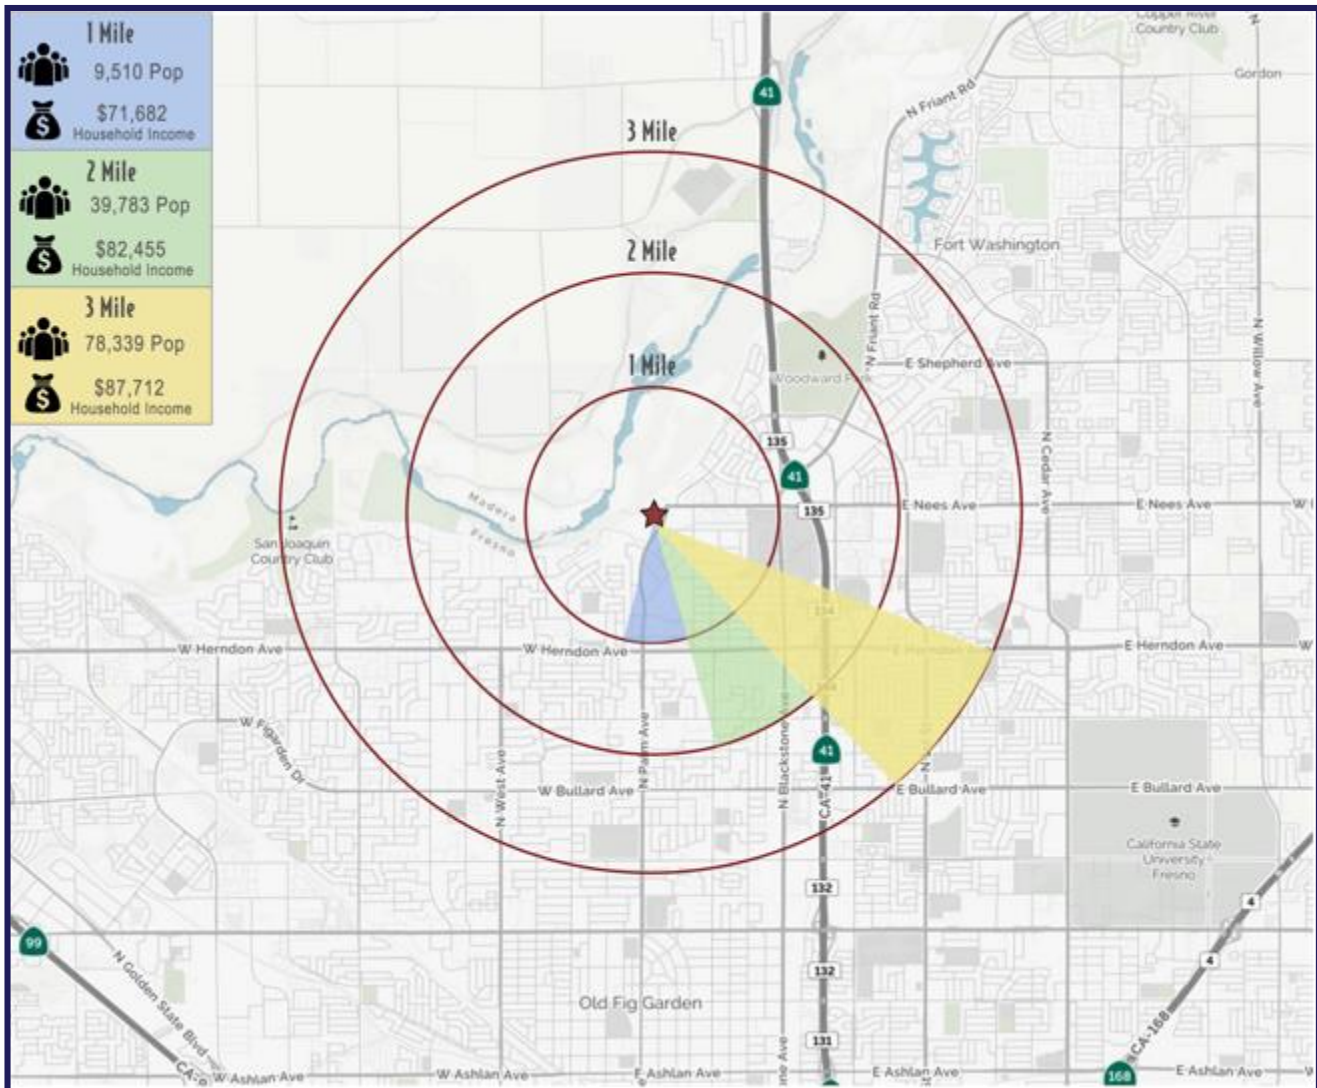 1 Mile
9,510 Pop
$71,682
Household Income
2 Mile
39,783 Pop
$82,455
Household Income
3 Mile
78,339 Pop
$87,712
Household Income
Copper River
Country Club
Gordon
N
41
N Friant Rd
3 Mile
Fort Washington
2 Mile
N Friant Rd
N Willow Ave
E Shepherd Ave
1 Mile
Woodward
135
N Cedar Ave
41
Madera
Fresno
135
E Nees Ave
E Nees Ave
San Joaquin
Country Club
W Herndon Ave
W Herndon Ave
E Herndon Ave
W Figarden Dr
N West Ave
N Palm Ave
N Blackstone Ave
41
CA-41
W Bullard Ave
E Bullard Ave
E Bullard Ave
California State
University
Fresno
132
4
99
N Golden State Blvd
132
4
Old Fig Garden
131
CA-168
168
W Ashlan Ave
W Ashlan Ave
E Ashlan Ave
E Ashlan Ave
E Ashlan Ave